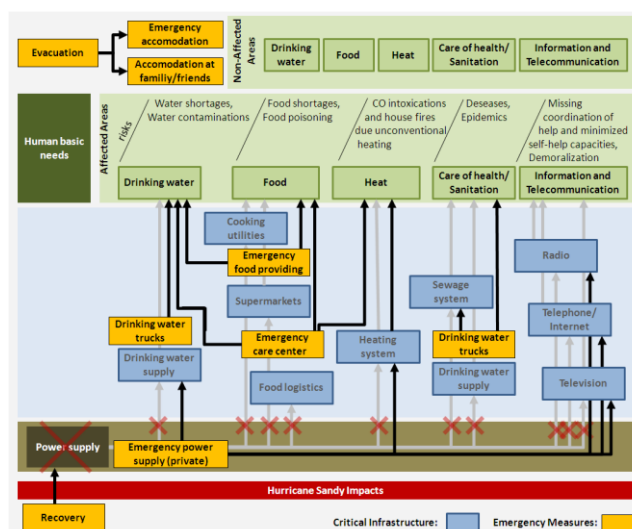 Evacuation
Emergency
accomodation
Accomodation at
familiy/friends
Non-Affected
Areas
Drinking
water
Food
Heat
Care of health/
Sanitation
Information and
Telecommunication
Human basic
needs
Affected Areas
risks
Water shortages,
Water contaminations
Food shortages,
Food poisoning
CO intoxications
and house fires
due unconventional
heating
Diseases,
Epidemics
Missing
coordination of
help and minimized
self-help capacities,
Demoralization
Drinking water
Food
Heat
Care of health/
Sanitation
Information and
Telecommunication
Cooking
utilities
Emergency
food providing
Supermarkets
Drinking water
trucks
Emergency
care center
Drinking water
supply
Food logistics
Heating
system
Sewage
system
Drinking water
trucks
Drinking water
supply
Radio
Telephone/
Internet
Television
Power supply
Emergency power
supply (private)
Hurricane Sandy Impacts
Recovery
Critical Infrastructure:
Emergency Measures: